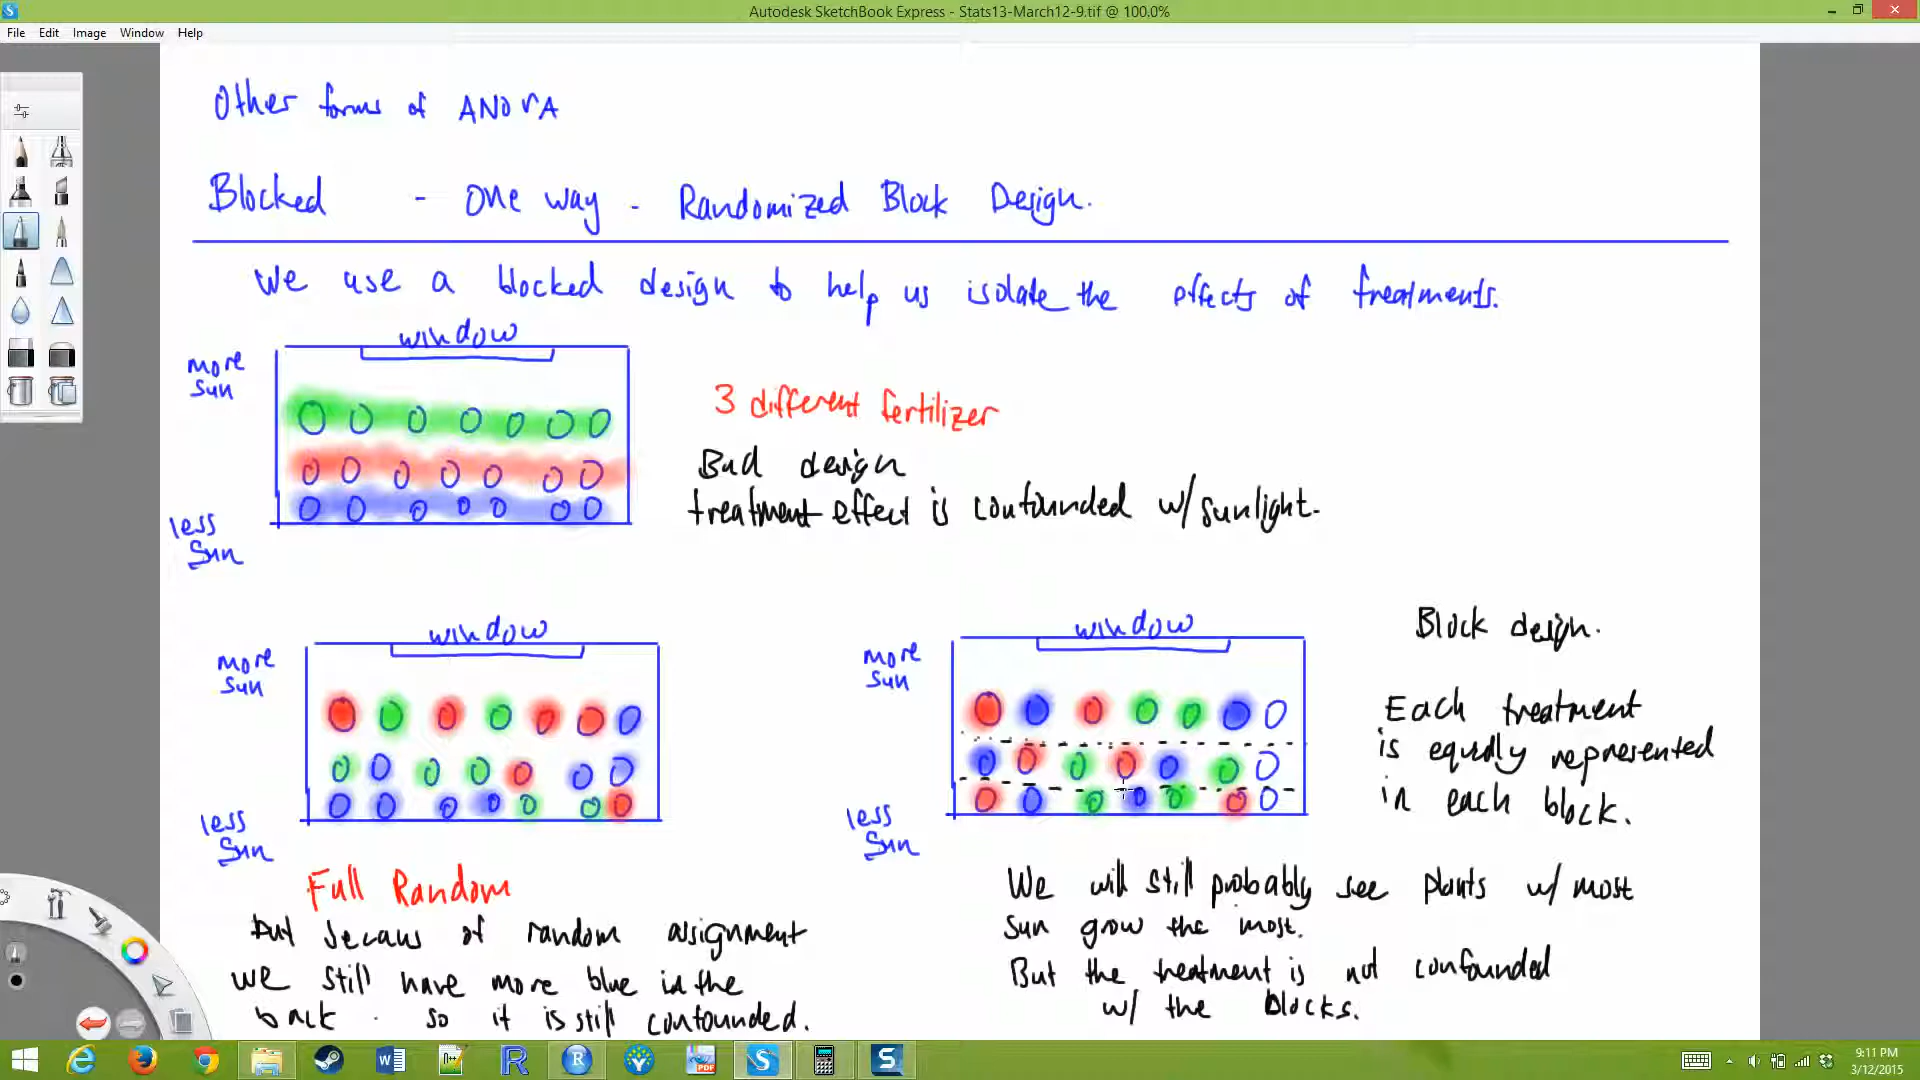 Autodesk SketchBook Express - Stats13-March12-9.tif @ 100.0%
File Edit Image Window Help
Other forms of ANOVA
Blocked - One way - Randomized Block Design.
We use a blocked design to help us isolate the effects of treatments.
window
more
sun
3 different fertilizer
Bad design
treatment effect is confounded w/ sunlight.
less
sun
window
more
sun
less
sun
Full Random
but becaus of random assignment
we still have more blue in the
back. so it is still confounded.
window
more
sun
less
sun
Block design.
Each treatment
is equally represented
in each block.
We will still probably see plants w/ most
sun grow the most.
But the treatment is not confounded
w/ the blocks.
9:11 PM
3/12/2015